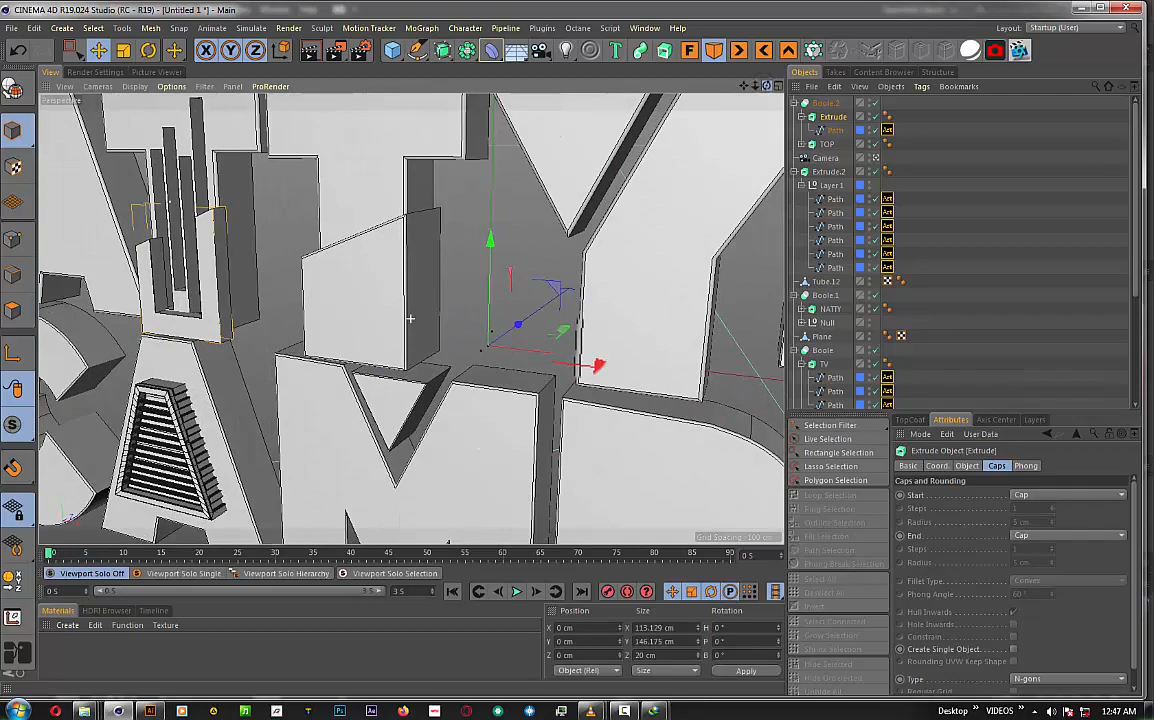 CINEMA 4D R19.024 Studio (RC - R19) - [Untitled 1 *] - Main
File Create Select Tools Mesh Snap Animate Simulate Render Sculpt Motion Tracker MoGraph Character Pipeline Plugins Script Window Help
Layout: Startup (User)
View Render Settings Picture Viewer
View Cameras Display Options Filter Panel ProRender
Perspective
Grid Spacing : 100 cm
Objects Takes Content Browser Structure
File Edit View Objects Tags Bookmarks
Boole.2
Extrude
Path
TOP
Camera
Extrude.2
Layer 1
Path
Path
Path
Path
Path
Path
Tube.12
Boole.1
NATTY
Null
Plane
Boole
TV
Path
Path
Path
Selection Filter
Live Selection
Rectangle Selection
Lasso Selection
Polygon Selection
Loop Selection
Ring Selection
Outline Selection
Fill Selection
Path Selection
Phong Break Selection
Select All
Deselect All
Invert
Select Connected
Grow Selection
Shrink Selection
Hide Selected
Hide Unselected
Unhide All
TopCoat Attributes Axis Center Layers
Mode Edit User Data
Extrude Object [Extrude]
Basic Coord. Object Caps Phong
Caps and Rounding
Start Cap
Steps 1
Radius 5 cm
End Cap
Steps 1
Radius 5 cm
Fillet Type Convex
Phong Angle 60 °
Hull Inwards
Hole Inwards
Constrain
Create Single Object
Rounding UVW Keep Shape
Type N-gons
Regular Grid
0 5 10 15 20 25 30 35 40 45 50 55 60 65 70 75 80 85 90 0 S
Viewport Solo Off Viewport Solo Single Viewport Solo Hierarchy Viewport Solo Selection
0 S 0 S 3 S 3 S
Materials HDRI Browser Timeline
Create Edit Function Texture
Position Size Rotation
X 0 cm X 113.129 cm H 0 °
Y 0 cm Y 146.175 cm P 0 °
Z 0 cm Z 20 cm B 0 °
Object (Rel) Size Apply
Desktop VIDEOS 12:47 AM